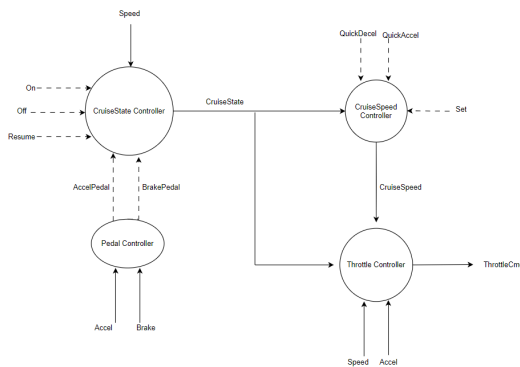 Speed
QuickDecel
QuickAccel
On
Off
Resume
CruiseState Controller
CruiseState
CruiseSpeed
Controller
Set
AccelPedal
BrakePedal
CruiseSpeed
Pedal Controller
Throttle Controller
ThrottleCm
Accel
Brake
Speed
Accel